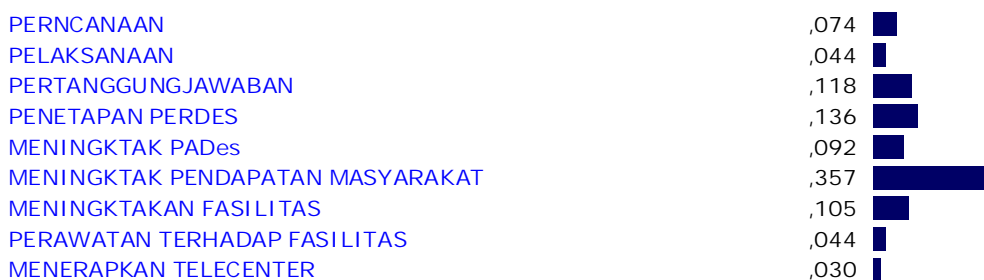 PERNCANAAN ,074
PELAKSANAAN ,044
PERTANGGUNGJAWABAN ,118
PENETAPAN PERDES ,136
MENINGKTAK PADes ,092
MENINGKTAK PENDAPATAN MASYARAKAT ,357
MENINGKTAKAN FASILITAS ,105
PERAWATAN TERHADAP FASILITAS ,044
MENERAPKAN TELECENTER ,030